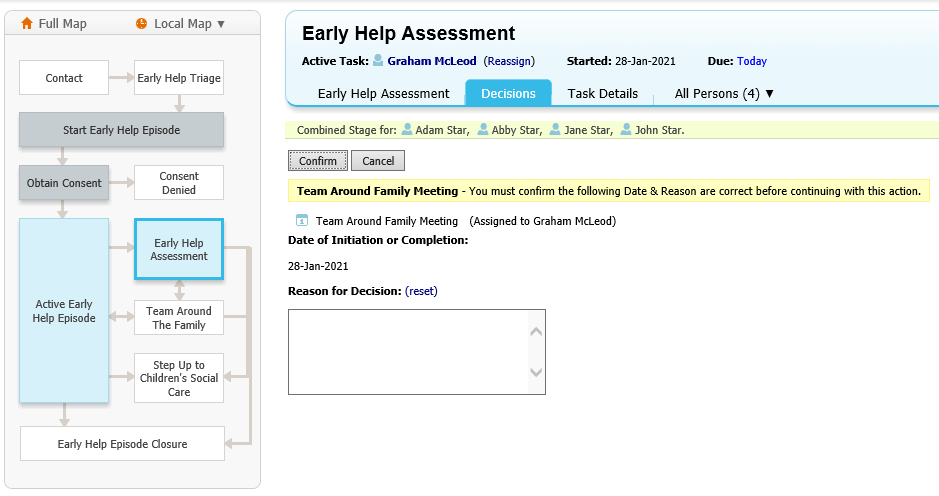 Full Map
Local Map ▼
Contact
Early Help Triage
Start Early Help Episode
Obtain Consent
Consent
Denied
Early Help
Assessment
Active Early
Help Episode
Team Around
The Family
Step Up to
Children's Social
Care
Early Help Episode Closure
Early Help Assessment
Active Task: Graham McLeod (Reassign) Started: 28-Jan-2021 Due: Today
Early Help Assessment Decisions Task Details All Persons (4) ▼
Combined Stage for: Adam Star, Abby Star, Jane Star, John Star.
Confirm Cancel
Team Around Family Meeting - You must confirm the following Date & Reason are correct before continuing with this action.
1 Team Around Family Meeting (Assigned to Graham McLeod)
Date of Initiation or Completion:
28-Jan-2021
Reason for Decision: (reset)